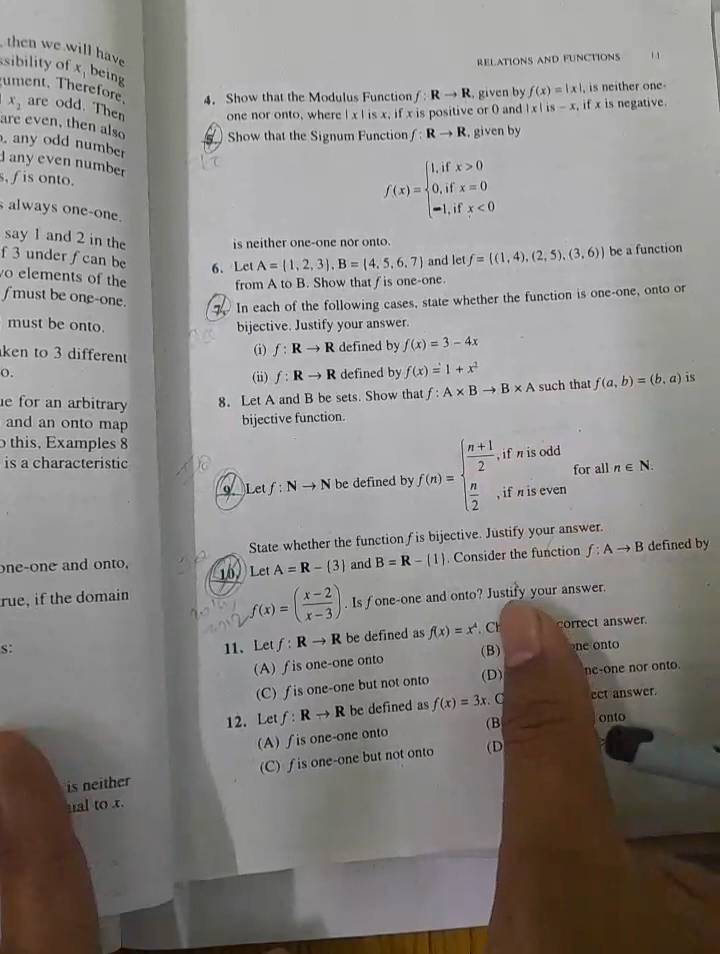 then we will have
ssibility of x₁ being
gument, Therefore,
x₂ are odd. Then
are even, then also
, any odd number
d any even number
s, f is onto.
s always one-one.
say 1 and 2 in the
f 3 under f can be
vo elements of the
f must be one-one.
must be onto.
aken to 3 different
o.
ue for an arbitrary
and an onto map
o this, Examples 8
is a characteristic
one-one and onto,
rue, if the domain
s:
is neither
ual to x.
RELATIONS AND FUNCTIONS 11
4. Show that the Modulus Function f : R → R, given by f(x) = |x|, is neither one-
one nor onto, where |x| is x, if x is positive or 0 and |x| is – x, if x is negative.
5. Show that the Signum Function f : R → R, given by
f(x) = { 1, if x > 0
0, if x = 0
–1, if x < 0
is neither one-one nor onto.
6. Let A = {1, 2, 3}, B = {4, 5, 6, 7} and let f = {(1, 4), (2, 5), (3, 6)} be a function
from A to B. Show that f is one-one.
7. In each of the following cases, state whether the function is one-one, onto or
bijective. Justify your answer.
(i) f : R → R defined by f(x) = 3 – 4x
(ii) f : R → R defined by f(x) = 1 + x²
8. Let A and B be sets. Show that f : A × B → B × A such that f(a, b) = (b, a) is
bijective function.
9. Let f : N → N be defined by f(n) = { (n+1)/2, if n is odd
n/2, if n is even for all n ∈ N.
State whether the function f is bijective. Justify your answer.
10. Let A = R – {3} and B = R – {1}. Consider the function f : A → B defined by
f(x) = ((x – 2)/(x – 3)). Is f one-one and onto? Justify your answer.
11. Let f : R → R be defined as f(x) = x⁴. Ch correct answer.
(A) f is one-one onto (B) ne onto
(C) f is one-one but not onto (D) ne-one nor onto.
12. Let f : R → R be defined as f(x) = 3x. C ect answer.
(A) f is one-one onto (B onto
(C) f is one-one but not onto (D